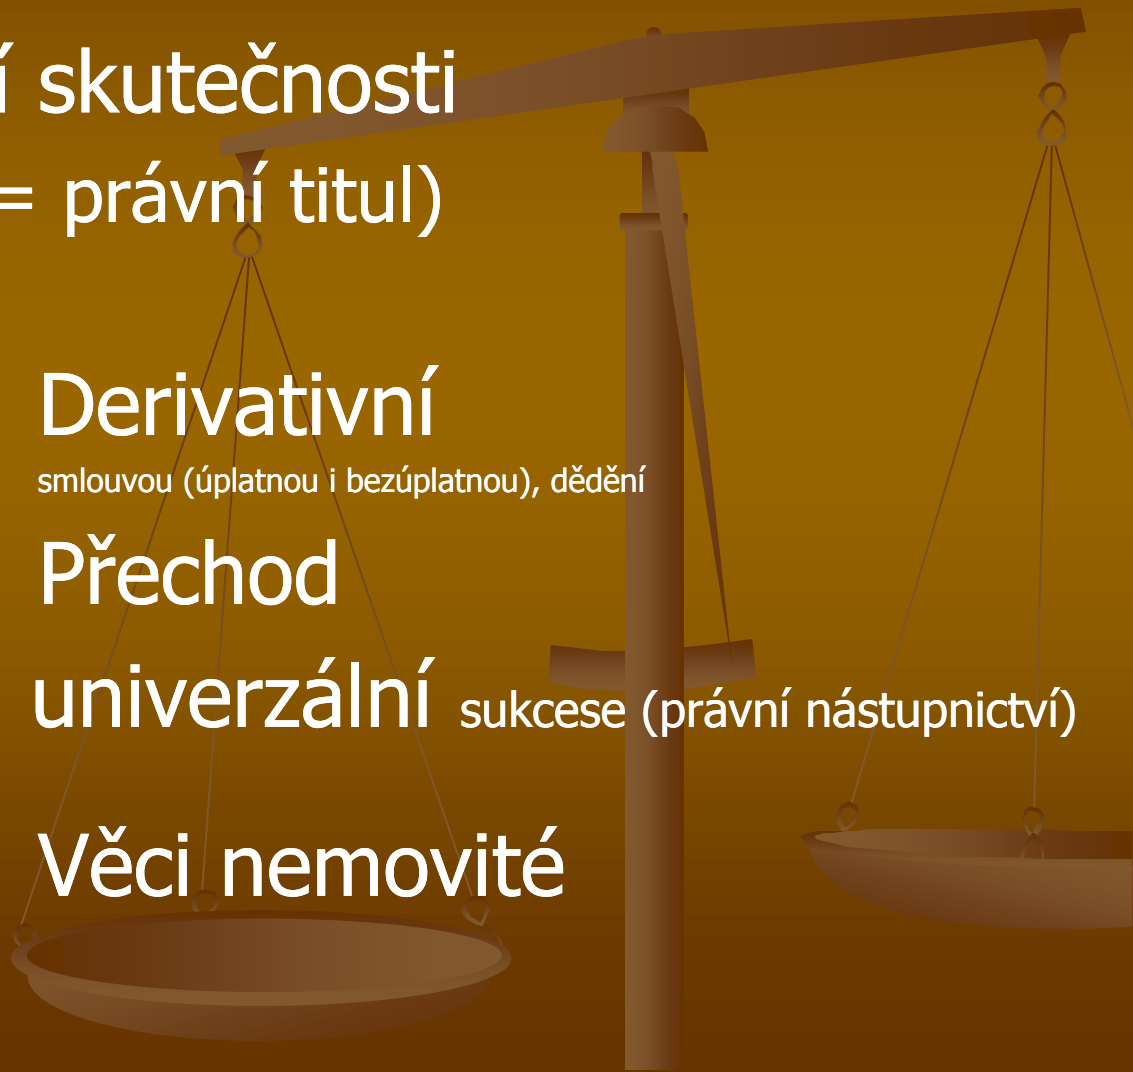 í skutečnosti
= právní titul)
Derivativní
smlouvou (úplatnou i bezúplatnou), dědění
Přechod
univerzální sukcese (právní nástupnictví)
Věci nemovité